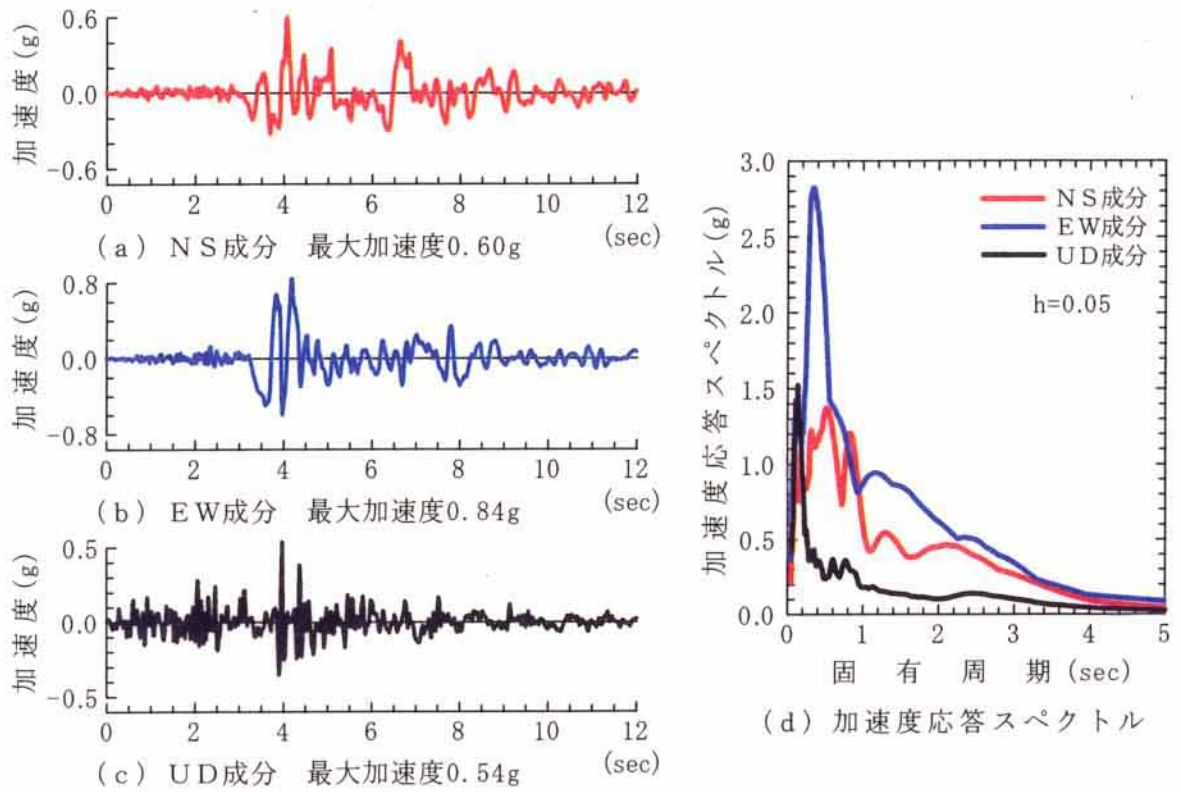 加速度(g)
0.6
0.0
−0.6
0 2 4 6 8 10 12
(sec)
(a) NS成分 最大加速度0.60g
加速度(g)
0.8
0.0
−0.8
0 2 4 6 8 10 12
(sec)
(b) EW成分 最大加速度0.84g
加速度(g)
0.5
0.0
−0.5
0 2 4 6 8 10 12
(sec)
(c) UD成分 最大加速度0.54g
加速度応答スペクトル(g)
3.0
2.5
2.0
1.5
1.0
0.5
0.0
NS成分
EW成分
UD成分
h=0.05
0 1 2 3 4 5
固有周期(sec)
(d) 加速度応答スペクトル